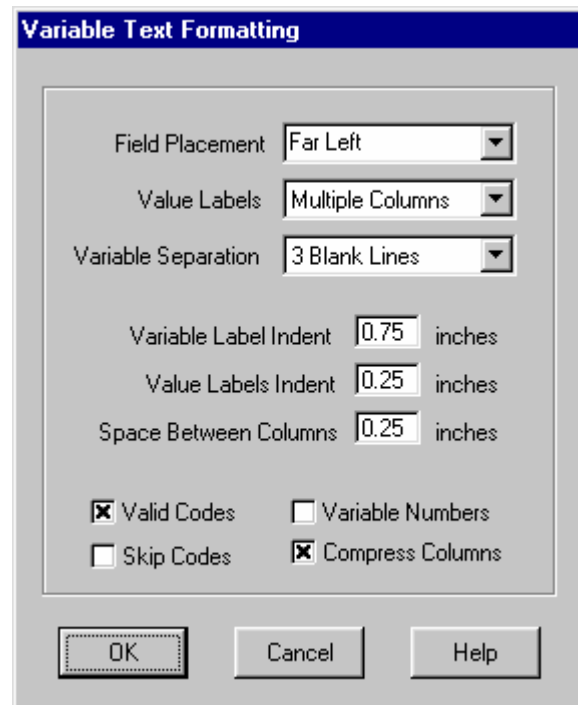 Variable Text Formatting
Field Placement Far Left
Value Labels Multiple Columns
Variable Separation 3 Blank Lines
Variable Label Indent 0.75 inches
Value Labels Indent 0.25 inches
Space Between Columns 0.25 inches
Valid Codes Variable Numbers
Skip Codes Compress Columns
OK Cancel Help